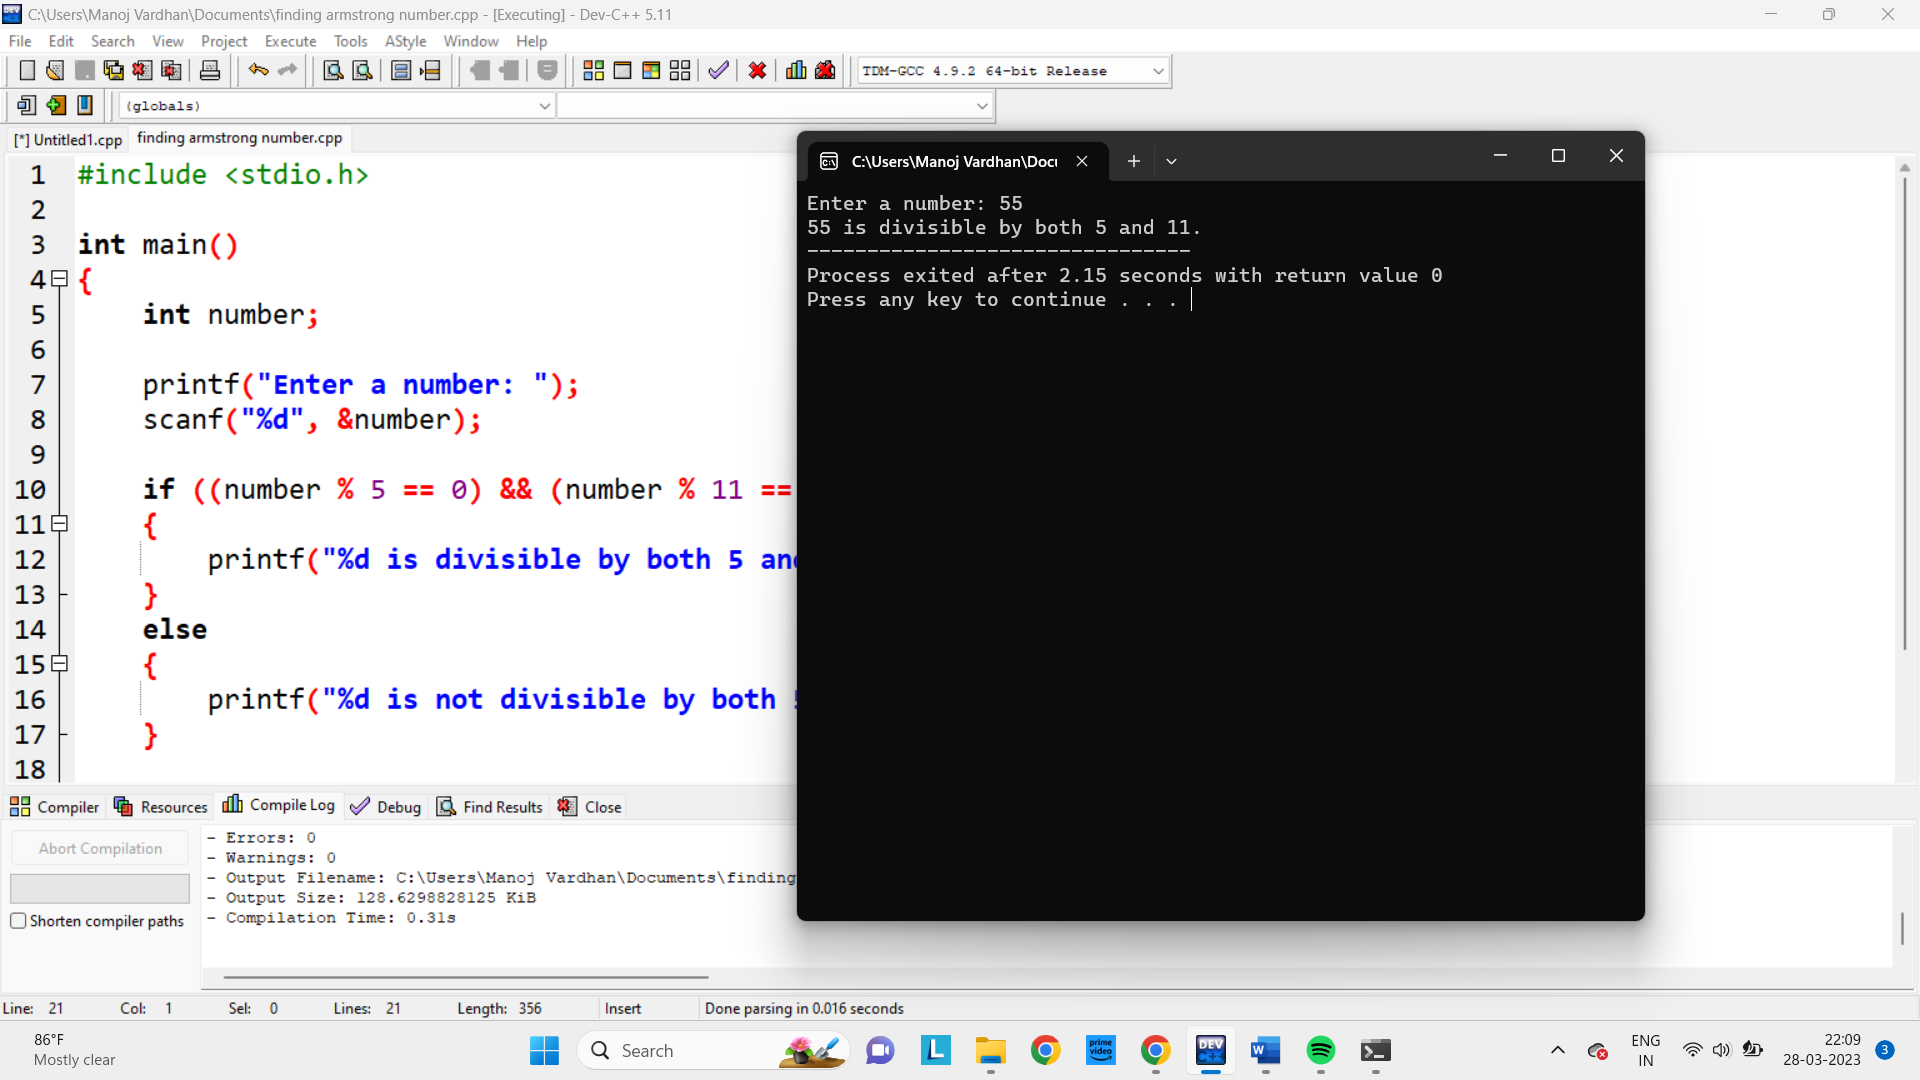 C:\Users\Manoj Vardhan\Documents\finding armstrong number.cpp - [Executing] - Dev-C++ 5.11
File Edit Search View Project Execute Tools AStyle Window Help
TDM-GCC 4.9.2 64-bit Release
(globals)
[*] Untitled1.cpp finding armstrong number.cpp
1 #include <stdio.h>
2
3 int main()
4 {
5 int number;
6
7 printf("Enter a number: ");
8 scanf("%d", &number);
9
10 if ((number % 5 == 0) && (number % 11 ==
11 {
12 printf("%d is divisible by both 5 and
13 }
14 else
15 {
16 printf("%d is not divisible by both 5
17 }
18
C:\Users\Manoj Vardhan\Docu
Enter a number: 55
55 is divisible by both 5 and 11.
--------------------------------
Process exited after 2.15 seconds with return value 0
Press any key to continue . . .
Compiler Resources Compile Log Debug Find Results Close
Abort Compilation
Shorten compiler paths
- Errors: 0
- Warnings: 0
- Output Filename: C:\Users\Manoj Vardhan\Documents\finding
- Output Size: 128.6298828125 KiB
- Compilation Time: 0.31s
Line: 21 Col: 1 Sel: 0 Lines: 21 Length: 356 Insert Done parsing in 0.016 seconds
86°F
Mostly clear
Search
L
prime video
DEV C++
W
ENG
IN
22:09
28-03-2023
3